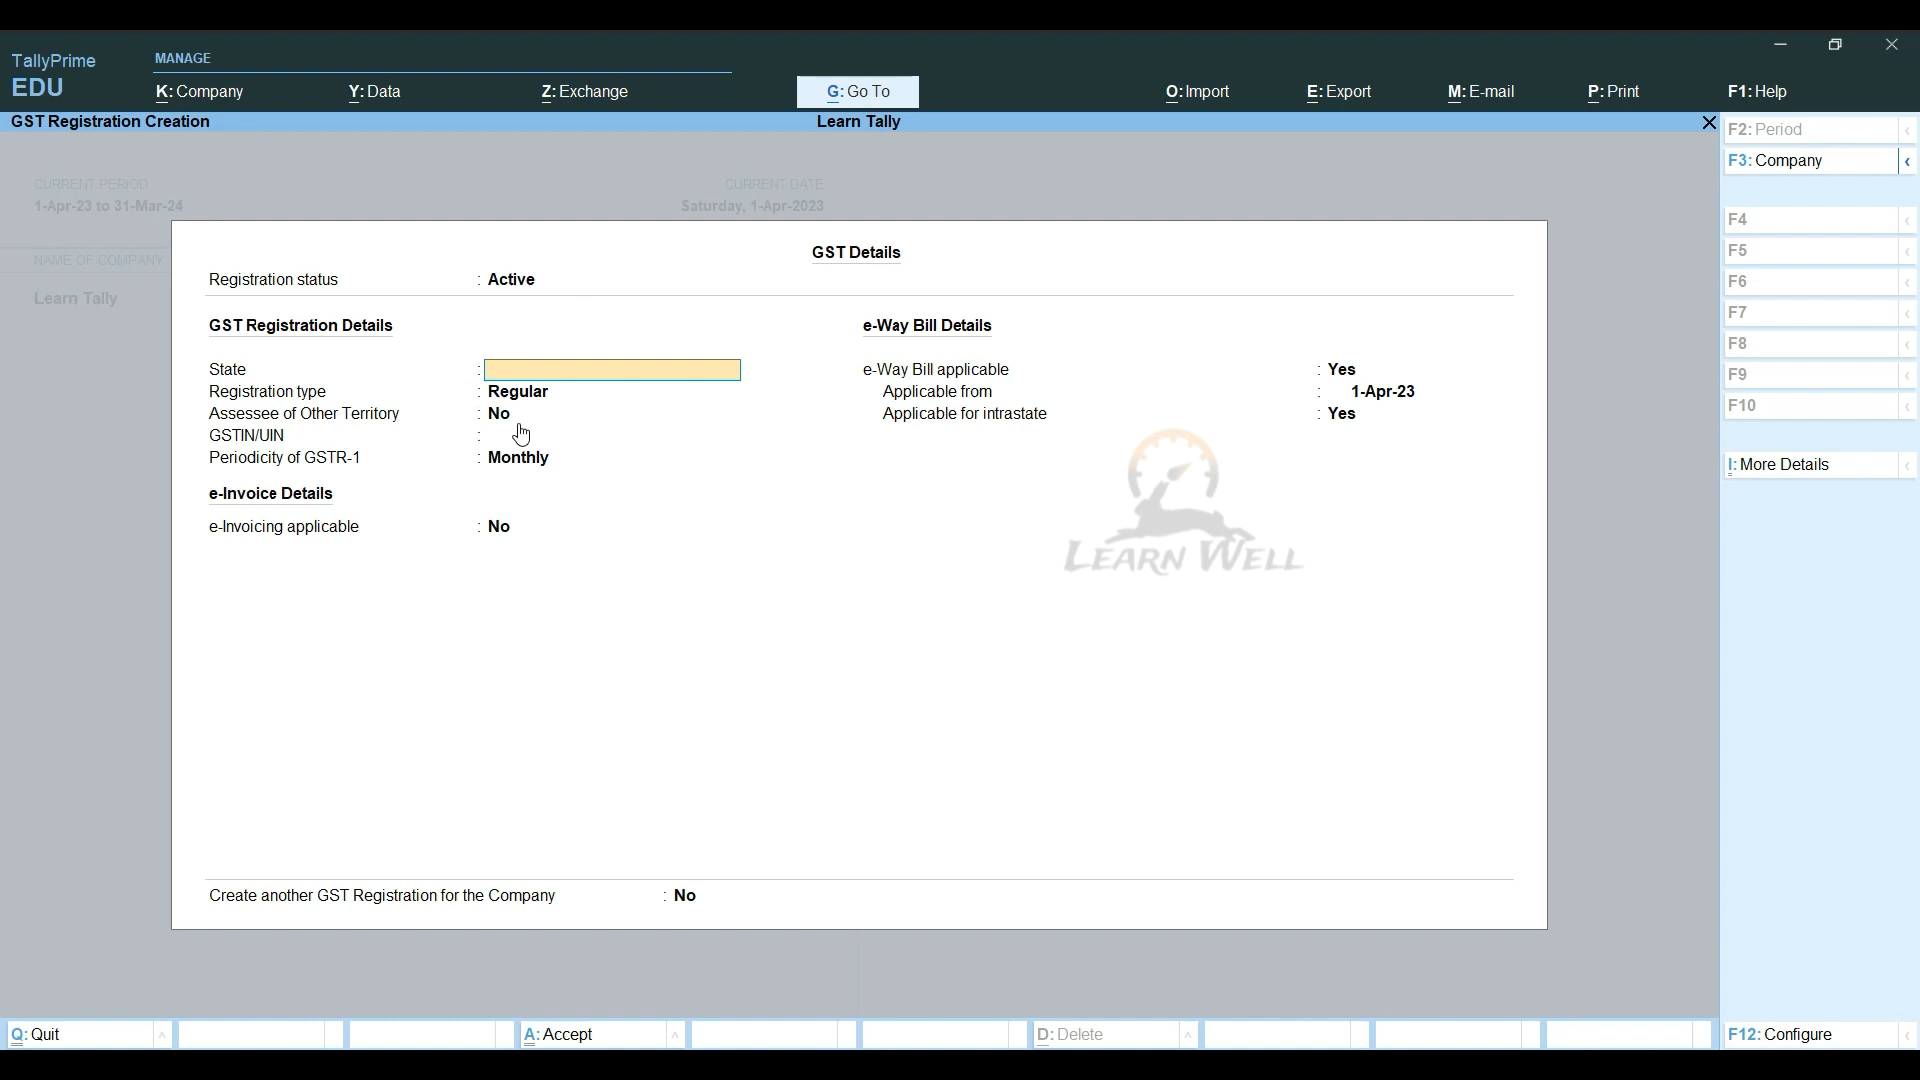 TallyPrime
EDU
MANAGE
K: Company
Y: Data
Z: Exchange
G: Go To
O: Import
E: Export
M: E-mail
P: Print
F1: Help
GST Registration Creation
Learn Tally
F2: Period
F3: Company
CURRENT PERIOD
1-Apr-23 to 31-Mar-24
CURRENT DATE
Saturday, 1-Apr-2023
NAME OF COMPANY
Learn Tally
GST Details
Registration status : Active
GST Registration Details
State :
Registration type : Regular
Assessee of Other Territory : No
GSTIN/UIN :
Periodicity of GSTR-1 : Monthly
e-Invoice Details
e-Invoicing applicable : No
e-Way Bill Details
e-Way Bill applicable : Yes
Applicable from : 1-Apr-23
Applicable for intrastate : Yes
LEARN WELL
Create another GST Registration for the Company : No
F4
F5
F6
F7
F8
F9
F10
I: More Details
Q: Quit
A: Accept
D: Delete
F12: Configure